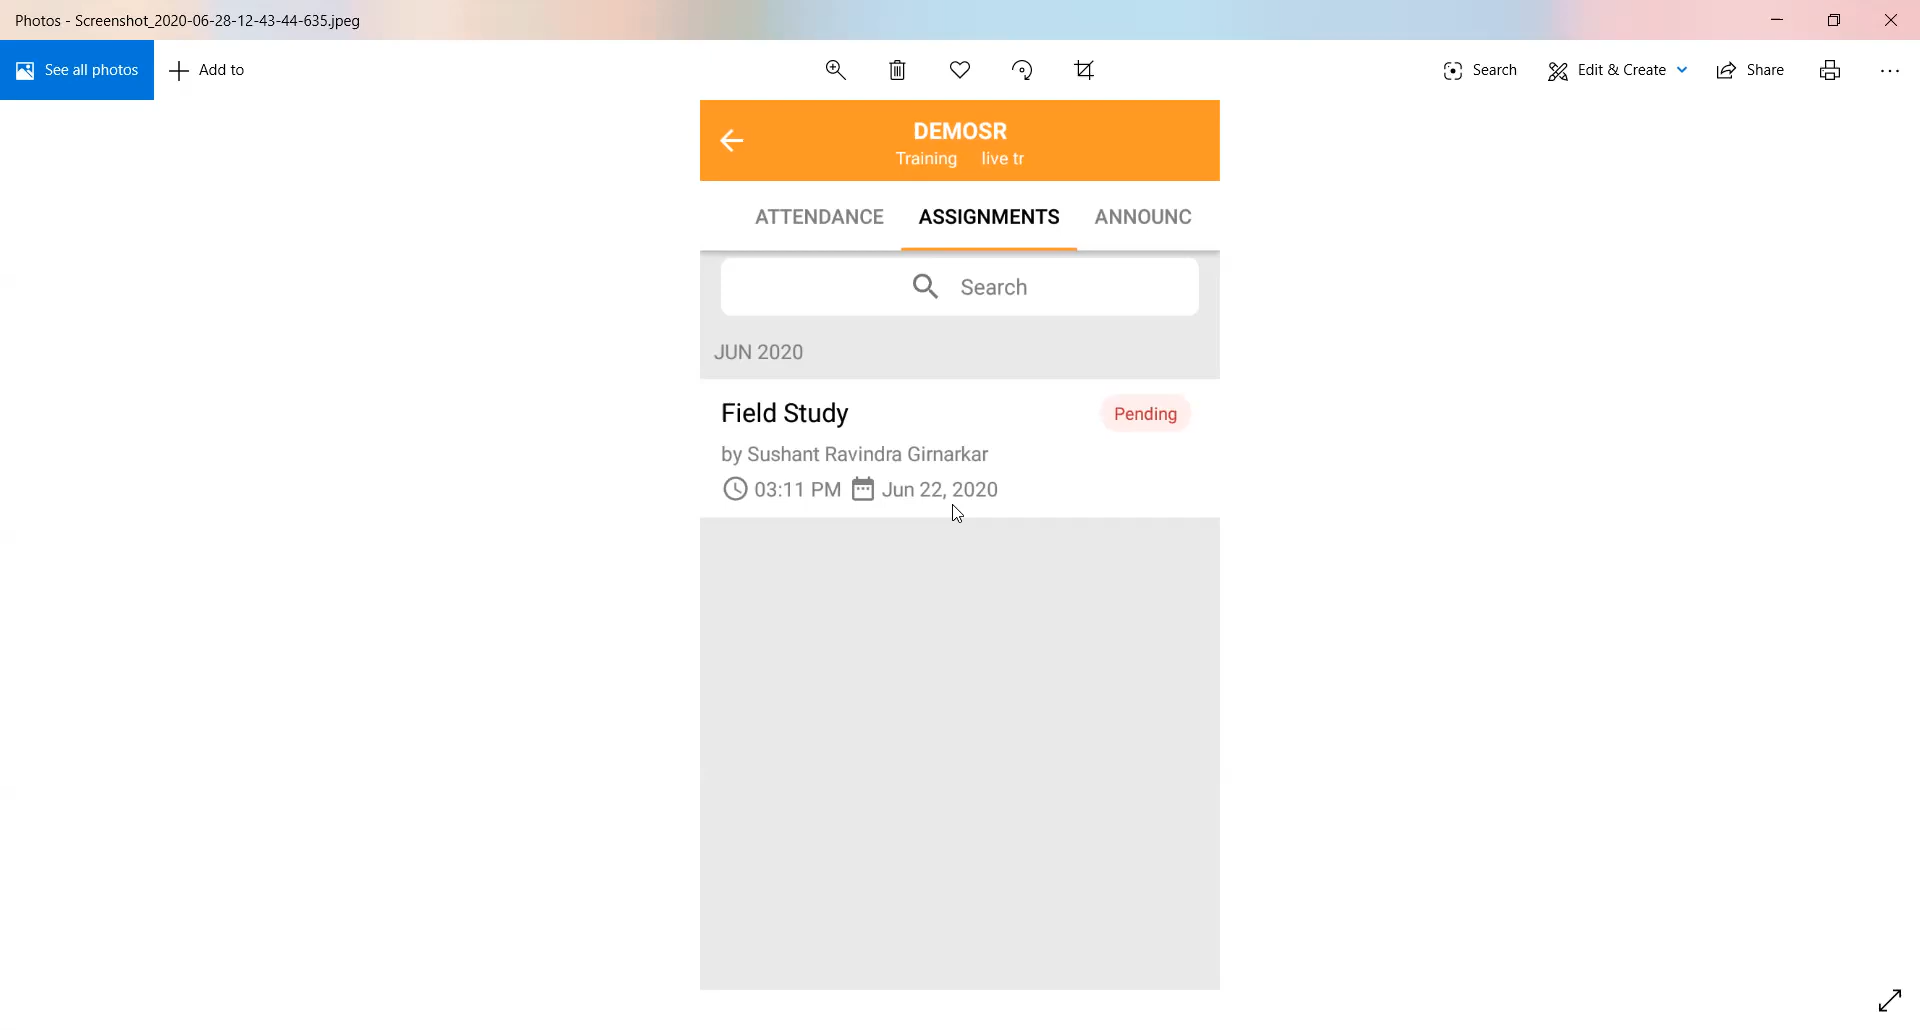 Photos - Screenshot_2020-06-28-12-43-44-635.jpeg
See all photos
Add to
Search
Edit & Create
Share
DEMOSR
Training live tr
ATTENDANCE ASSIGNMENTS ANNOUNC
Search
JUN 2020
Field Study
Pending
by Sushant Ravindra Girnarkar
03:11 PM Jun 22, 2020